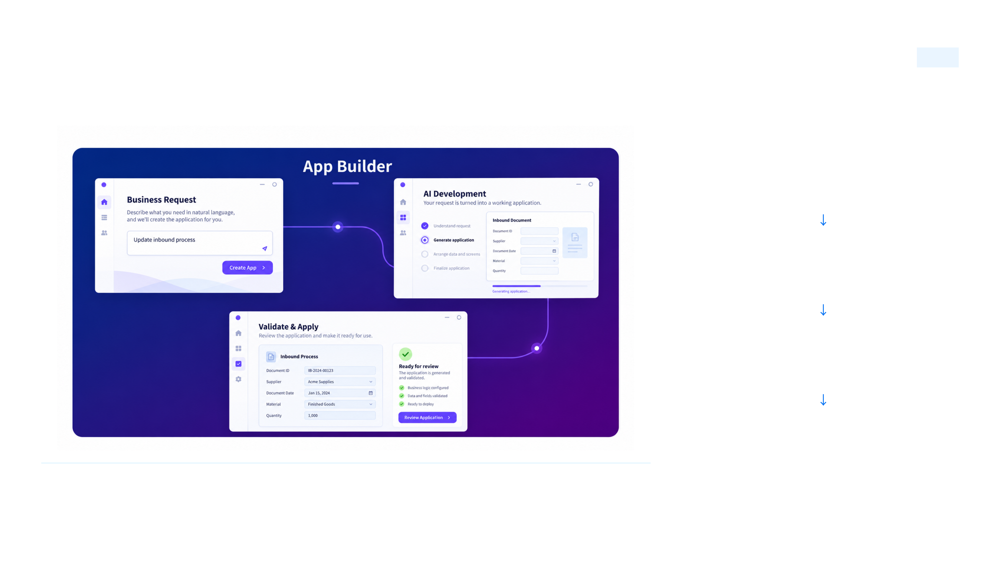 App Builder
Business Request
Describe what you need in natural language,
and we'll create the application for you.
Update inbound process
Create App
AI Development
Your request is turned into a working application.
Understand request
Generate application
Arrange data and screens
Finalize application
Inbound Document
Document ID
Supplier
Document Date
Material
Quantity
Generating application...
Validate & Apply
Review the application and make it ready for use.
Inbound Process
Document ID IB-2024-00123
Supplier Acme Supplies
Document Date Jan 15, 2024
Material Finished Goods
Quantity 1,000
Ready for review
The application is generated
and validated.
Business logic configured
Data and fields validated
Ready to deploy
Review Application